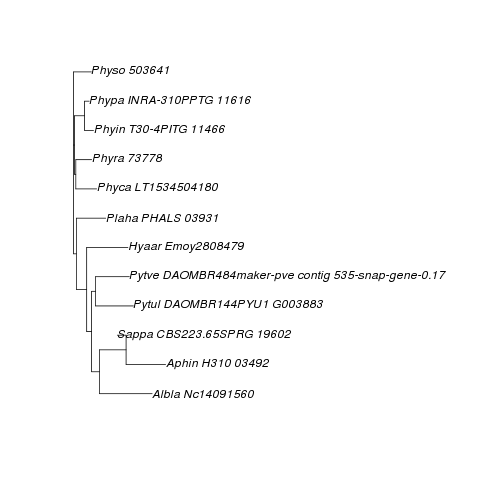 Physo 503641
Phypa INRA-310PPTG 11616
Phyin T30-4PITG 11466
Phyra 73778
Phyca LT1534504180
Plaha PHALS 03931
Hyaar Emoy2808479
Pytve DAOMBR484maker-pve contig 535-snap-gene-0.17
Pytul DAOMBR144PYU1 G003883
Sappa CBS223.65SPRG 19602
Aphin H310 03492
Albla Nc14091560